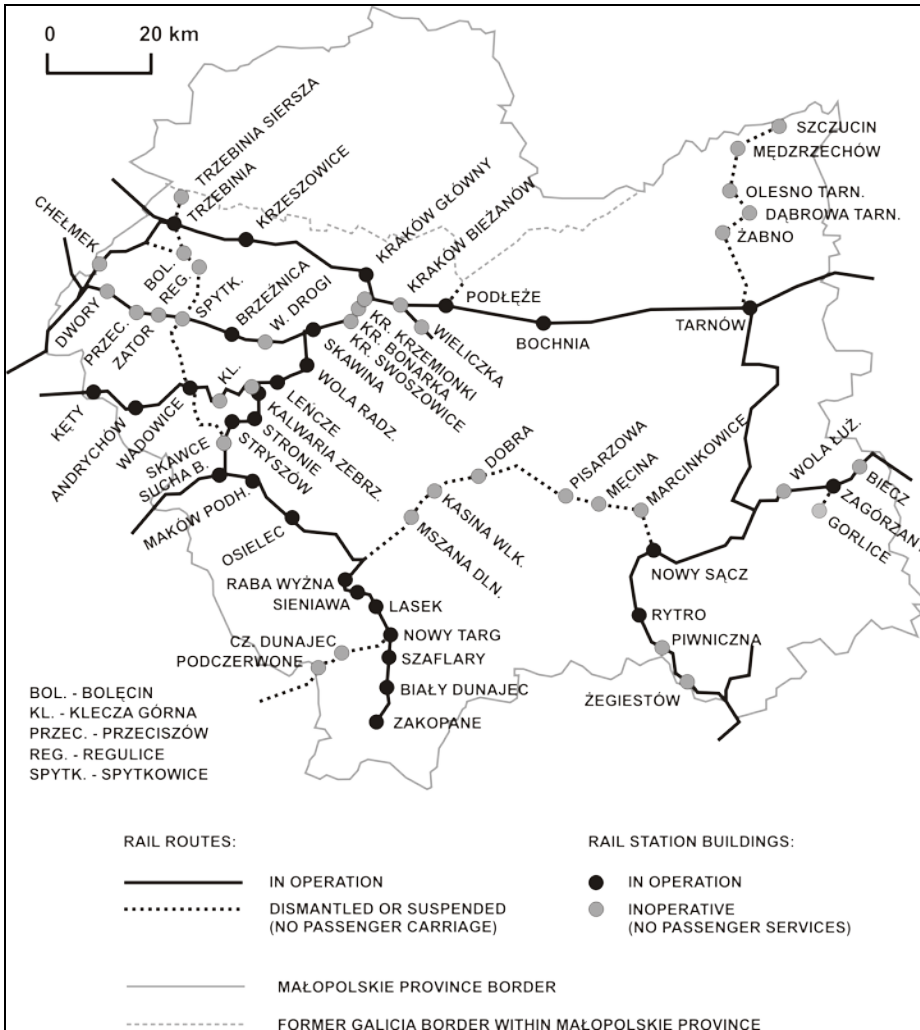 0 20 km
TRZEBINIA SIERSZA
TRZEBINIA
KRZESZOWICE
KRAKÓW GŁÓWNY
KRAKÓW BIEŻANÓW
SZCZUCIN
MĘDZRZECHÓW
OLESNO TARN.
DĄBROWA TARN.
ŻABNO
CHEŁMEK
BOL.
REG.
SPYTK.
BRZEŹNICA
W. DROGI
PODŁĘŻE
BOCHNIA
TARNÓW
DWORY
PRZEC.
ZATOR
WIELICZKA
KR. KRZEMIONKI
KR. BONARKA
KR. SWOSZOWICE
SKAWINA
WOLA RADZ.
KL.
LEŃCZE
KALWARIA ZEBRZ.
STRONIE
STRYSZÓW
KĘTY
ANDRYCHÓW
WADOWICE
SKAWCE
SUCHA B.
MAKÓW PODH.
OSIELEC
DOBRA
KASINA WLK.
MSZANA DLN.
PISARZOWA
MĘCINA
MARCINKOWICE
WOLA ŁUŻ.
BIECZ
ZAGÓRZANY
GORLICE
NOWY SĄCZ
RABA WYŻNA
SIENIAWA
LASEK
RYTRO
CZ. DUNAJEC
NOWY TARG
PIWNICZNA
PODCZERWONE
SZAFLARY
ŻEGIESTÓW
BIAŁY DUNAJEC
ZAKOPANE
BOL. - BOLĘCIN
KL. - KLECZA GÓRNA
PRZEC. - PRZECISZÓW
REG. - REGULICE
SPYTK. - SPYTKOWICE
RAIL ROUTES:
IN OPERATION
DISMANTLED OR SUSPENDED
(NO PASSENGER CARRIAGE)
RAIL STATION BUILDINGS:
IN OPERATION
INOPERATIVE
(NO PASSENGER SERVICES)
MAŁOPOLSKIE PROVINCE BORDER
FORMER GALICIA BORDER WITHIN MAŁOPOLSKIE PROVINCE